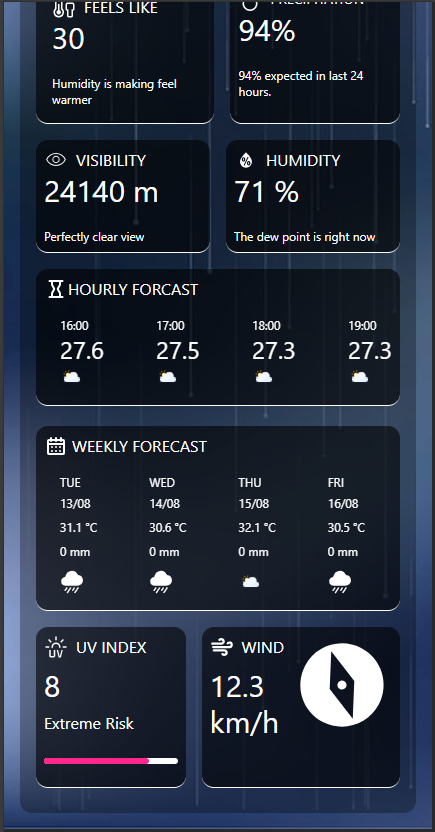 FEELS LIKE
30
Humidity is making feel
warmer
PRECIPITATION
94%
94% expected in last 24
hours.
VISIBILITY
24140 m
Perfectly clear view
HUMIDITY
71 %
The dew point is right now
HOURLY FORCAST
16:00 17:00 18:00 19:00
27.6 27.5 27.3 27.3
WEEKLY FORECAST
TUE WED THU FRI
13/08 14/08 15/08 16/08
31.1 °C 30.6 °C 32.1 °C 30.5 °C
0 mm 0 mm 0 mm 0 mm
UV INDEX
8
Extreme Risk
WIND
12.3
km/h